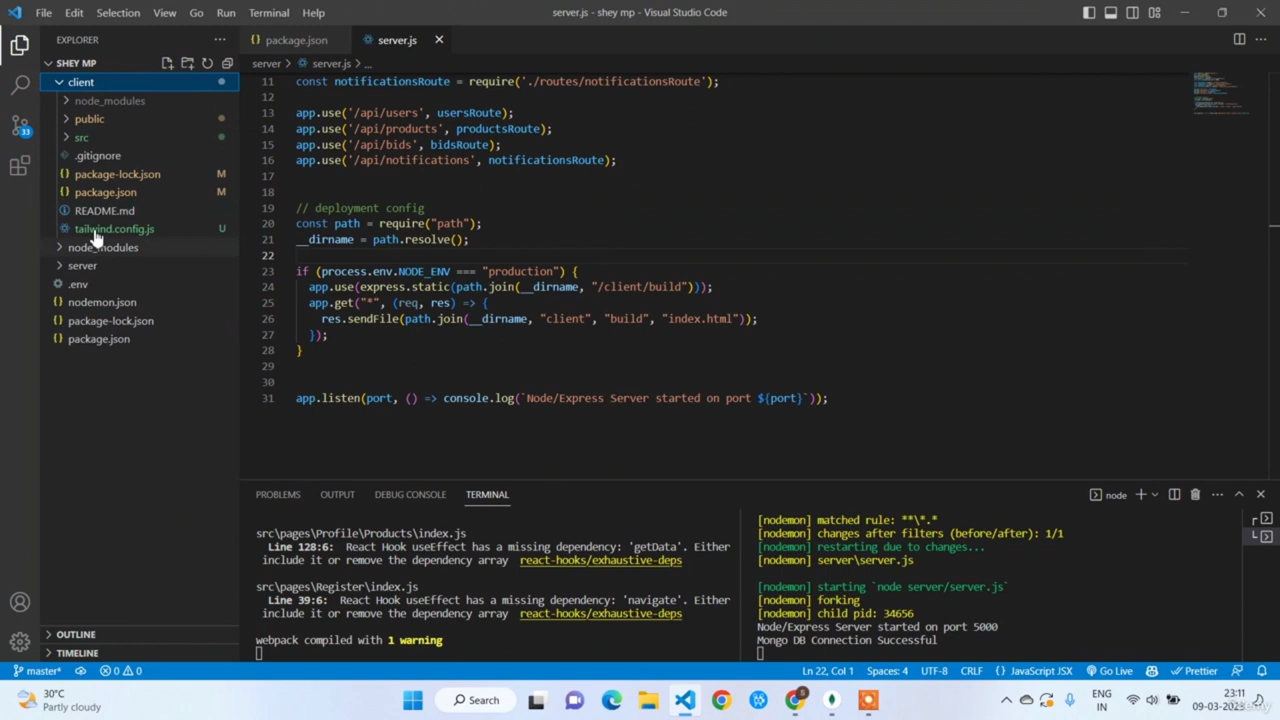 File Edit Selection View Go Run Terminal Help
server.js - shey mp - Visual Studio Code
EXPLORER
SHEY MP
client
node_modules
public
src
.gitignore
package-lock.json M
package.json M
README.md
tailwind.config.js U
node_modules
server
.env
nodemon.json
package-lock.json
package.json
OUTLINE
TIMELINE
package.json
server.js
server > server.js > ...
11 const notificationsRoute = require('./routes/notificationsRoute');
12
13 app.use('/api/users', usersRoute);
14 app.use('/api/products', productsRoute);
15 app.use('/api/bids', bidsRoute);
16 app.use('/api/notifications', notificationsRoute);
17
18
19 // deployment config
20 const path = require("path");
21 __dirname = path.resolve();
22
23 if (process.env.NODE_ENV === "production") {
24 app.use(express.static(path.join(__dirname, "/client/build")));
25 app.get("*", (req, res) => {
26 res.sendFile(path.join(__dirname, "client", "build", "index.html"));
27 });
28 }
29
30
31 app.listen(port, () => console.log(`Node/Express Server started on port ${port}`));
PROBLEMS OUTPUT DEBUG CONSOLE TERMINAL
node
src\pages\Profile\Products\index.js
Line 128:6: React Hook useEffect has a missing dependency: 'getData'. Either
include it or remove the dependency array react-hooks/exhaustive-deps
src\pages\Register\index.js
Line 39:6: React Hook useEffect has a missing dependency: 'navigate'. Either
include it or remove the dependency array react-hooks/exhaustive-deps
webpack compiled with 1 warning
[nodemon] matched rule: **\*.*
[nodemon] changes after filters (before/after): 1/1
[nodemon] restarting due to changes...
[nodemon] server\server.js
[nodemon] starting `node server/server.js`
[nodemon] forking
[nodemon] child pid: 34656
Node/Express Server started on port 5000
Mongo DB Connection Successful
33
master*
0 0
Ln 22, Col 1 Spaces: 4 UTF-8 CRLF {} JavaScript JSX Go Live Prettier
30°C
Partly cloudy
Search
ENG
IN
23:11
09-03-2023